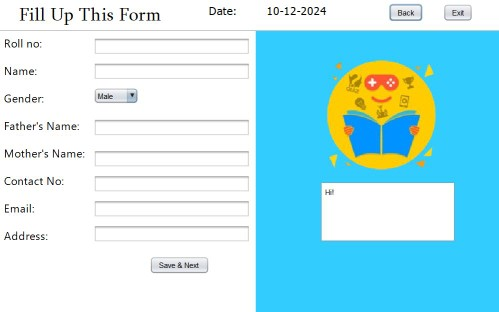 Fill Up This Form Date: 10-12-2024 Back Exit
Roll no:
Name:
Gender: Male
Father's Name:
Mother's Name:
Contact No:
Email:
Address:
Save & Next
Hi!